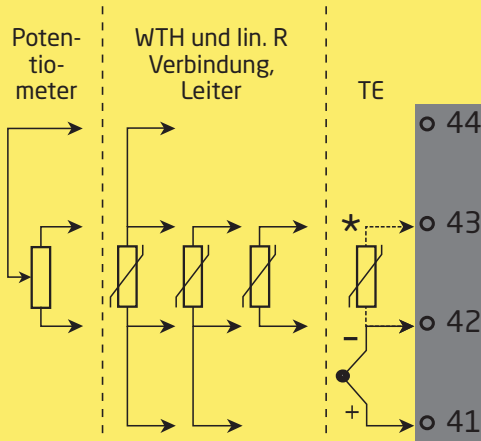 Poten-
tio-
meter
WTH und lin. R
Verbindung,
Leiter
TE
44
*
43
42
-
+
41